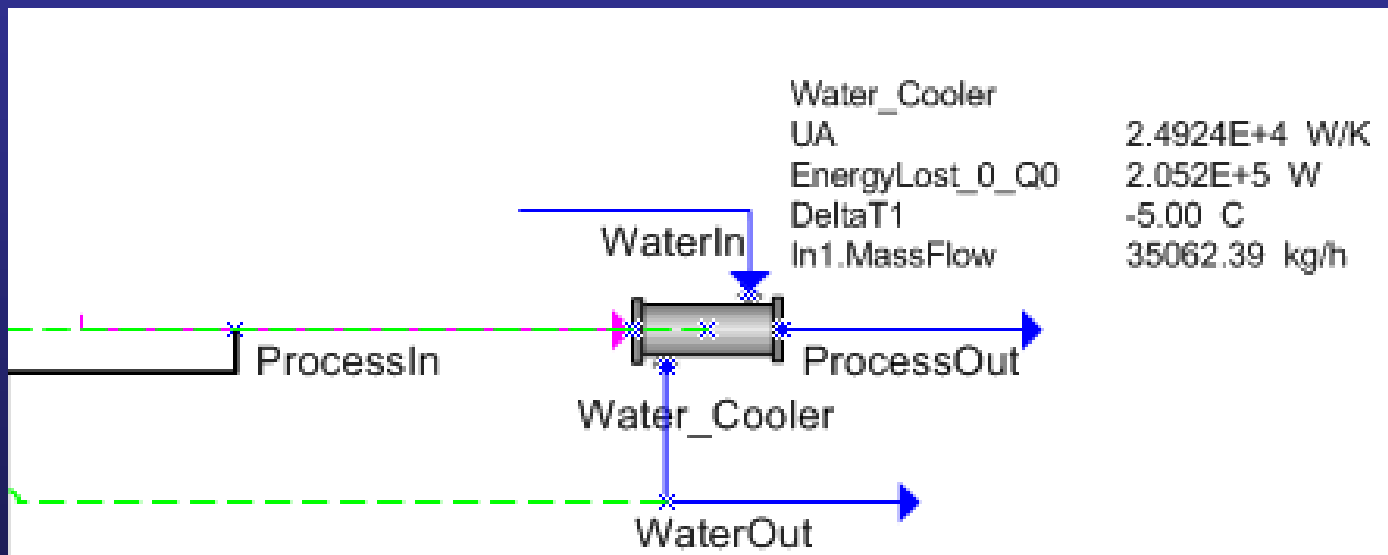 Water_Cooler
UA 2.4924E+4 W/K
EnergyLost_0_Q0 2.052E+5 W
DeltaT1 -5.00 C
In1.MassFlow 35062.39 kg/h
WaterIn
ProcessIn
ProcessOut
Water_Cooler
WaterOut